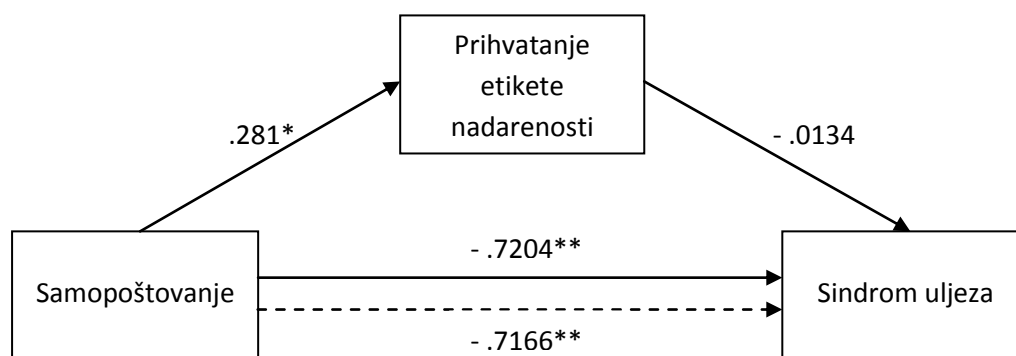 Prihvatanje
etikete
nadarenosti
.281*
- .0134
- .7204**
Samopoštovanje
Sindrom uljeza
- .7166**